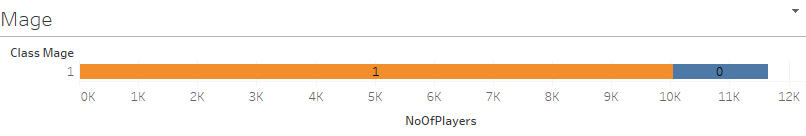 Mage
Class Mage
1 1 0
0K 1K 2K 3K 4K 5K 6K 7K 8K 9K 10K 11K 12K
NoOfPlayers